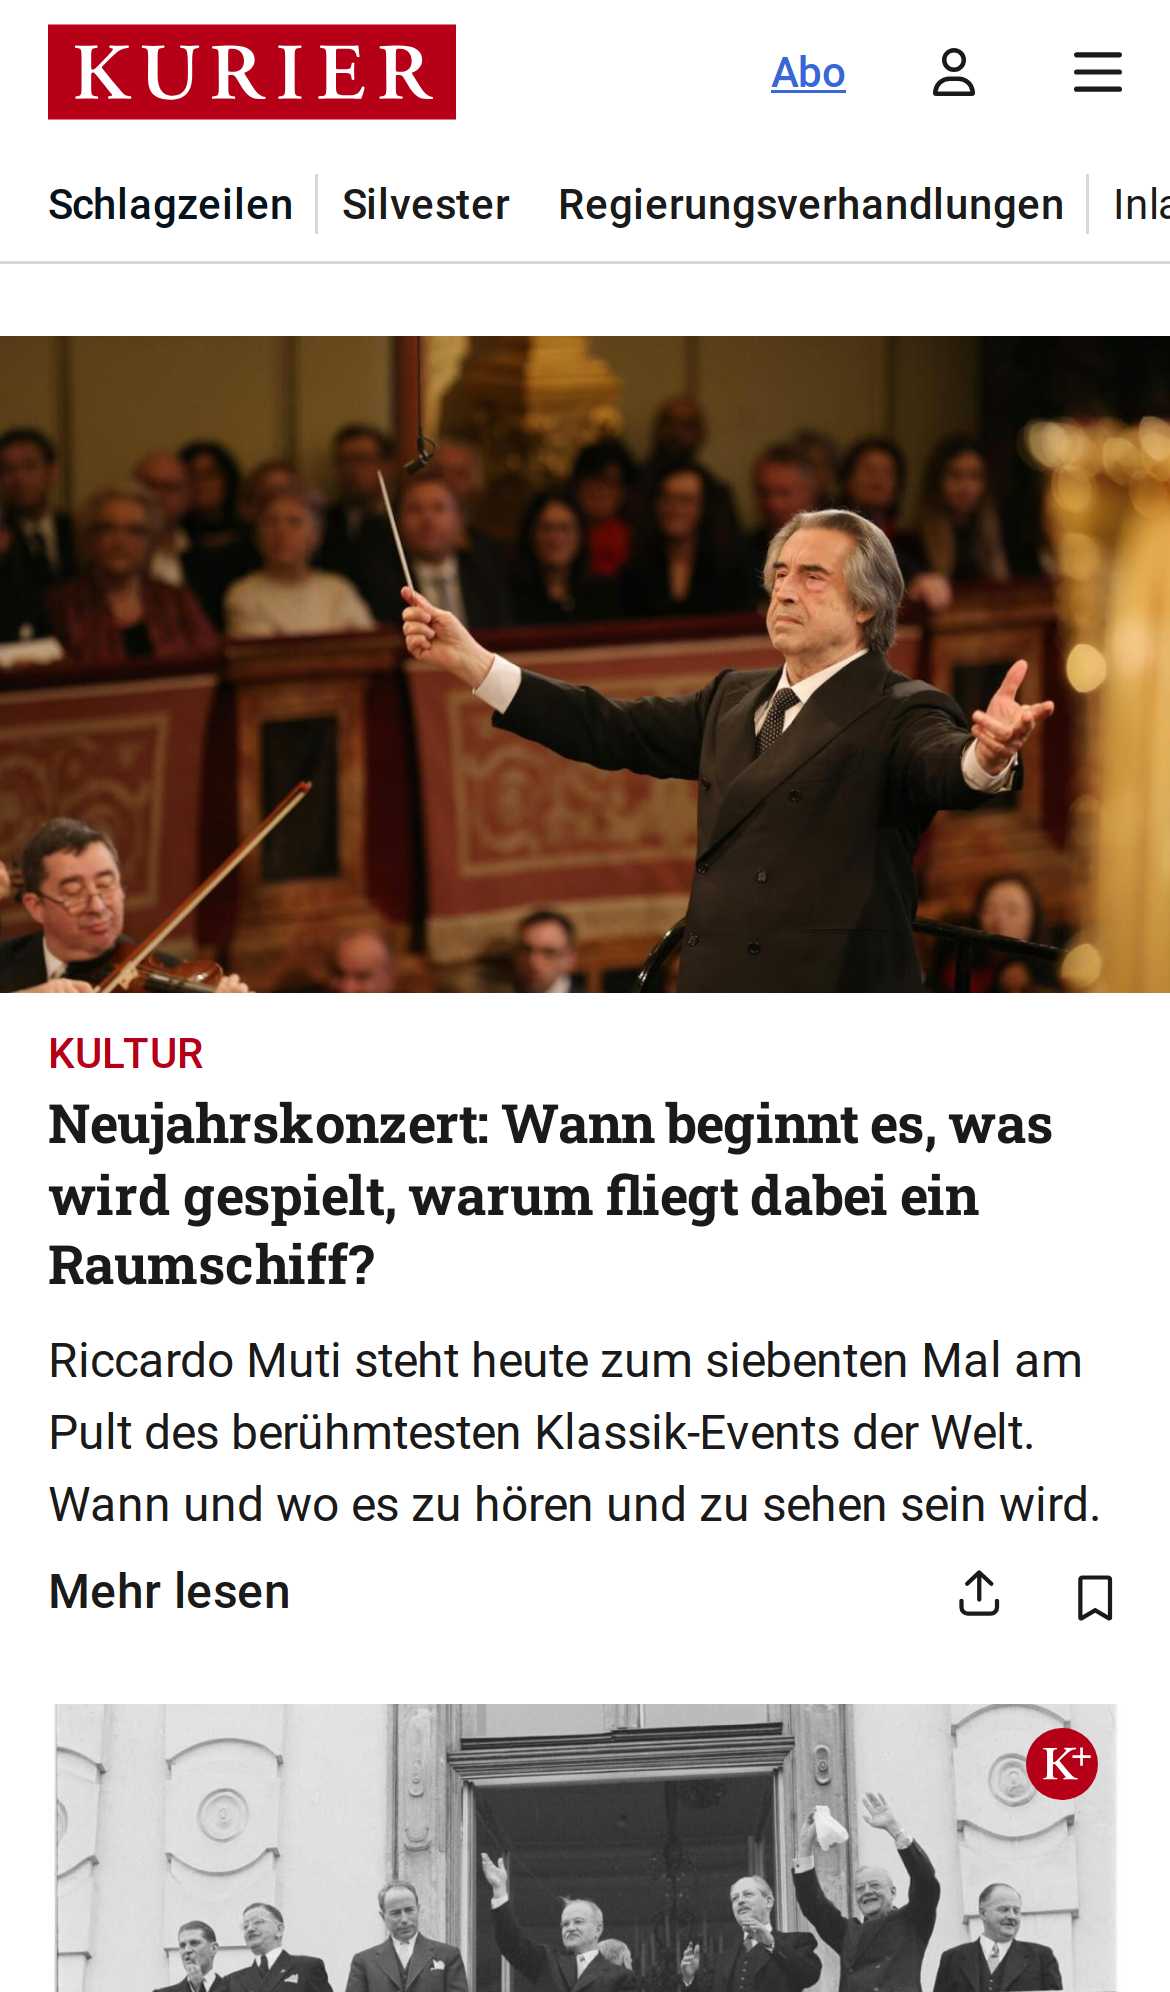 KURIER
Abo
Schlagzeilen
Silvester
Regierungsverhandlungen
Inla
KULTUR
Neujahrskonzert: Wann beginnt es, was
wird gespielt, warum fliegt dabei ein
Raumschiff?
Riccardo Muti steht heute zum siebenten Mal am
Pult des berühmtesten Klassik-Events der Welt.
Wann und wo es zu hören und zu sehen sein wird.
Mehr lesen
K+